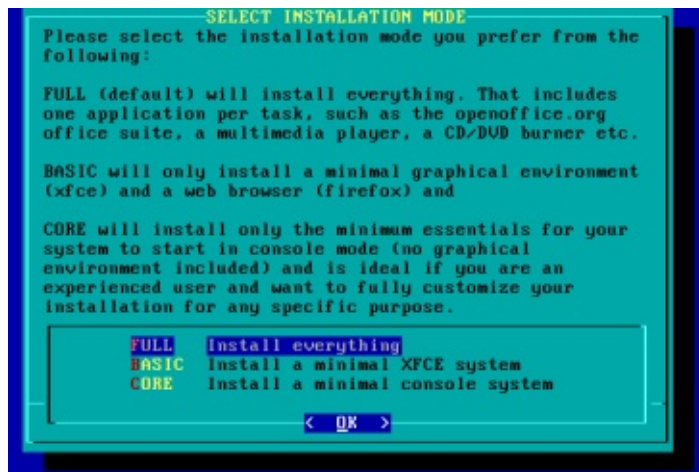 SELECT INSTALLATION MODE
Please select the installation mode you prefer from the
following:
FULL (default) will install everything. That includes
one application per task, such as the openoffice.org
office suite, a multimedia player, a CD/DVD burner etc.
BASIC will only install a minimal graphical environment
(xfce) and a web browser (firefox) and
CORE will install only the minimum essentials for your
system to start in console mode (no graphical
environment included) and is ideal if you are an
experienced user and want to fully customize your
installation for any specific purpose.
FULL Install everything
BASIC Install a minimal XFCE system
CORE Install a minimal console system
< OK >